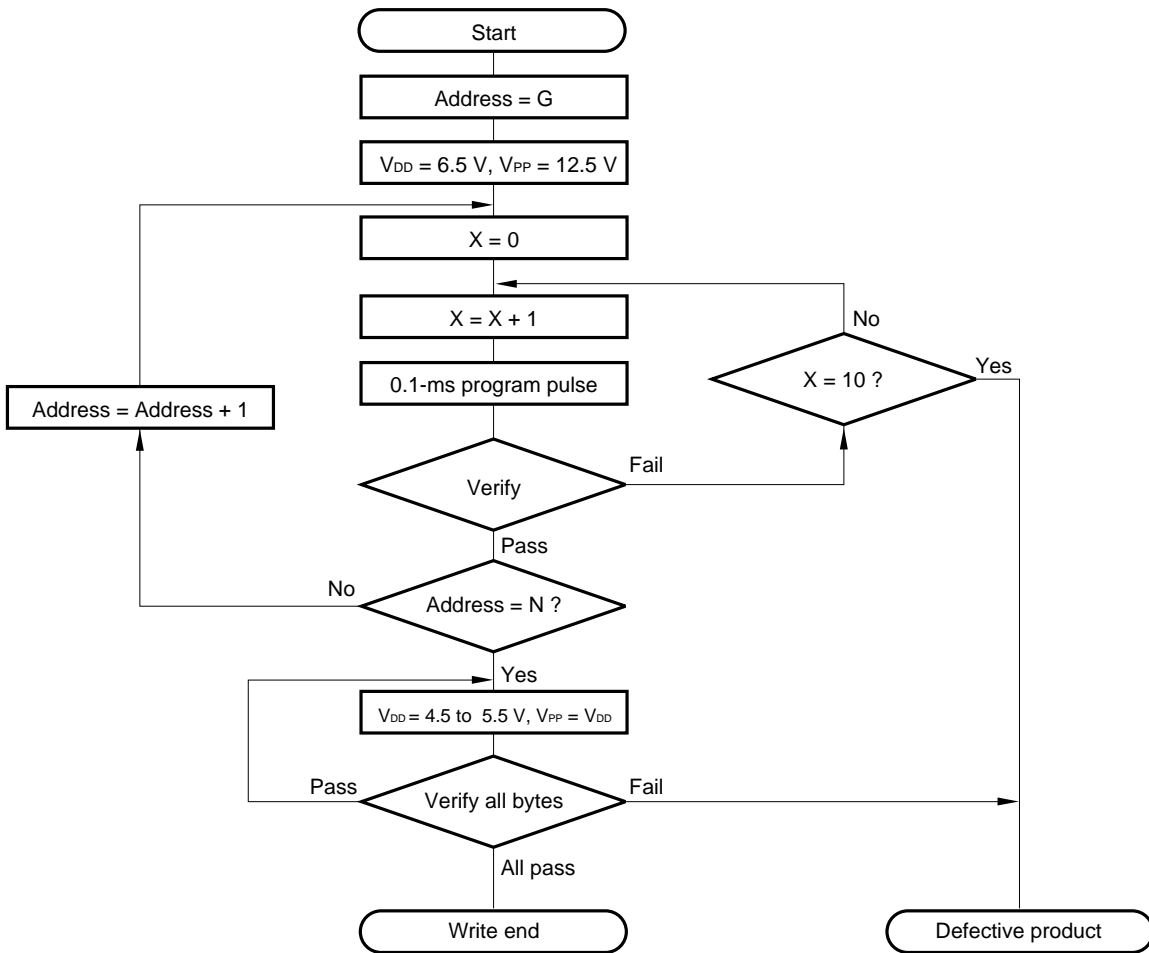 Start
Address = G
VDD = 6.5 V, VPP = 12.5 V
X = 0
X = X + 1
No
Yes
X = 10 ?
0.1-ms program pulse
Address = Address + 1
Fail
Verify
Pass
No
Address = N ?
Yes
VDD = 4.5 to 5.5 V, VPP = VDD
Pass
Verify all bytes
Fail
All pass
Write end
Defective product